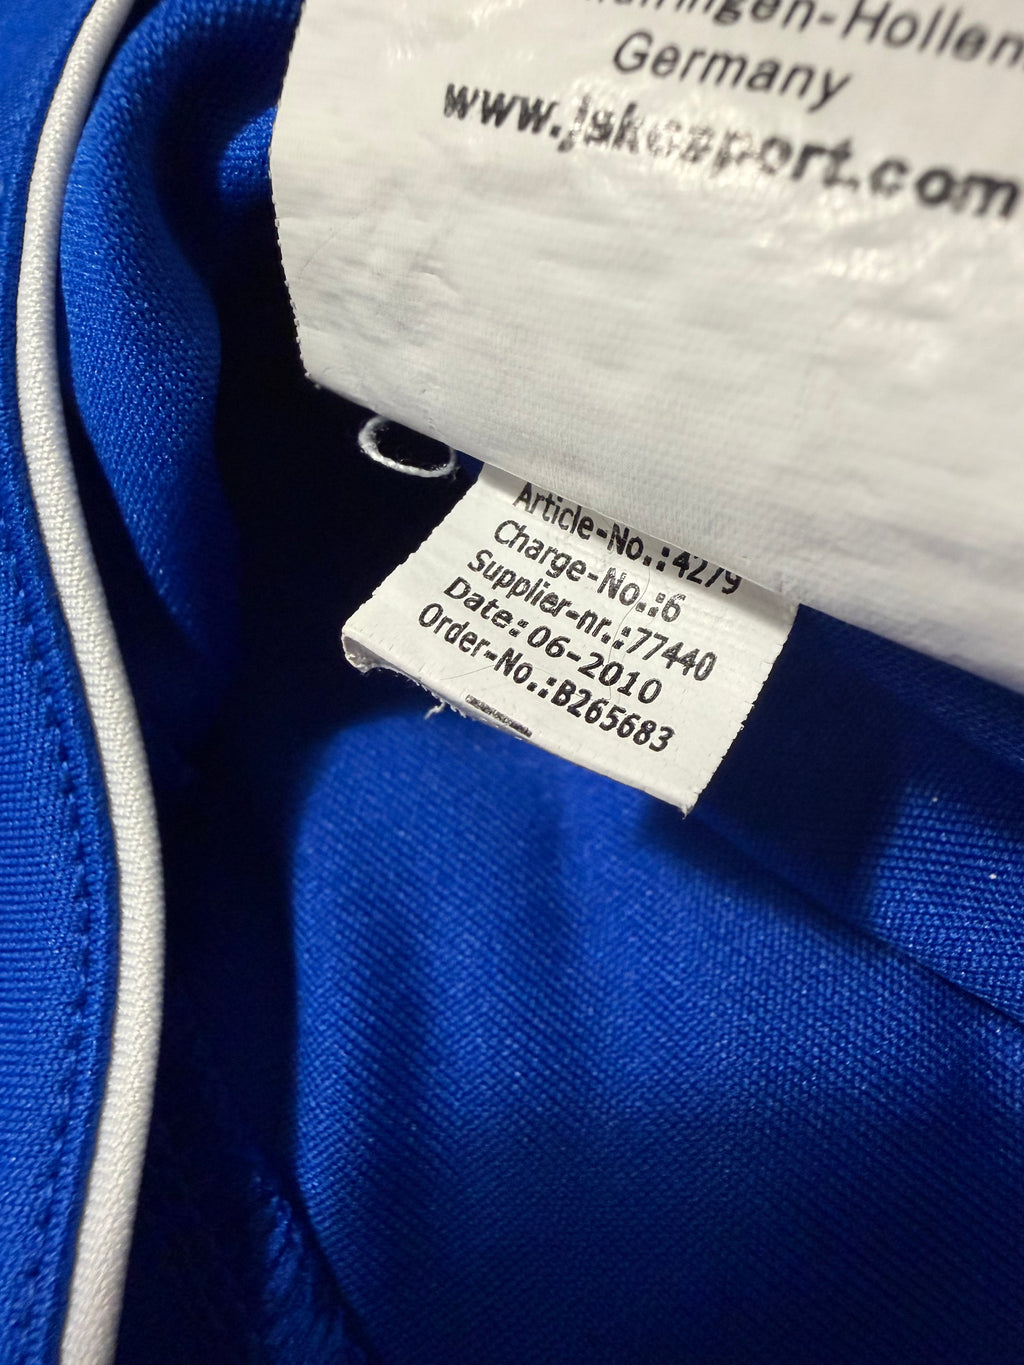 Germany
www.jakosport.com
Article-No.:4279
Charge-No.:6
Supplier-nr.:77440
Date:06-2010
Order-No.:B265683